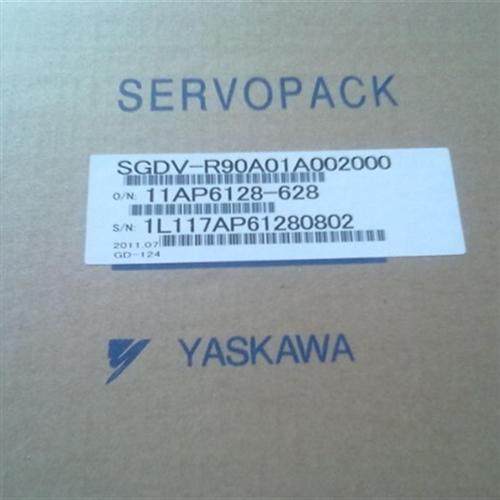 SERVOPACK
SGDV-R90A01A002000
O/N: 11AP6128-628
S/N: 1L117AP61280802
2011.07
GD-124
YASKAWA